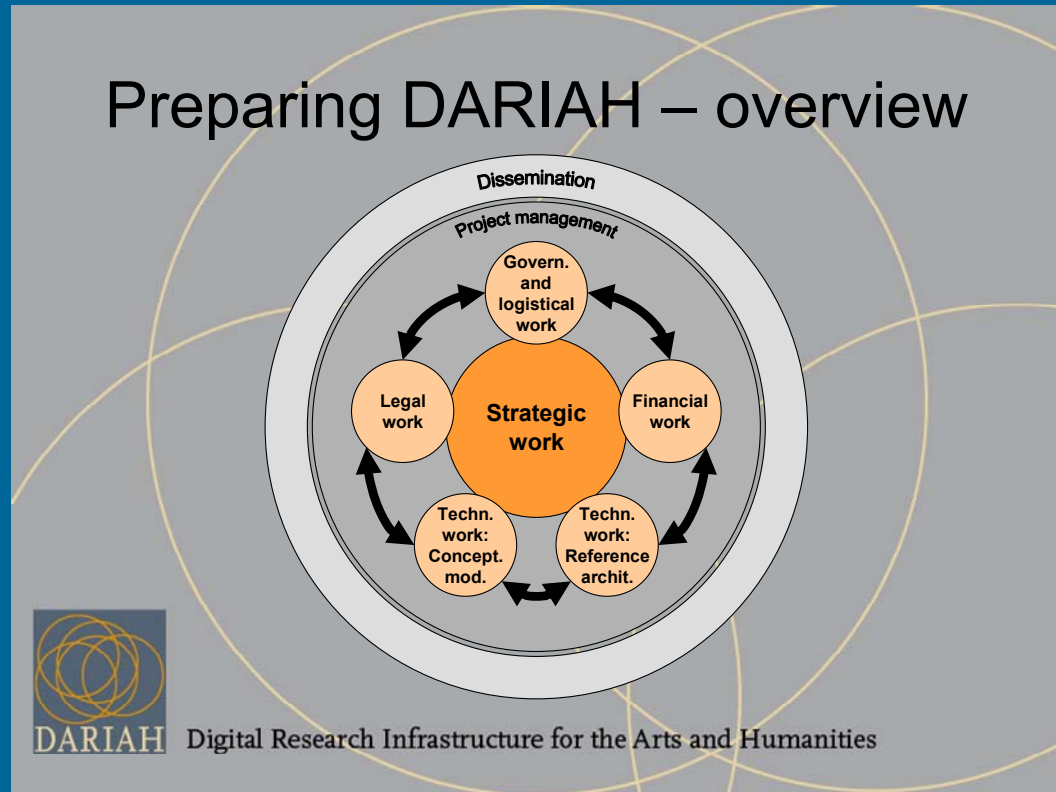 Preparing DARIAH – overview
Dissemination
Project management
Govern.
and
logistical
work
Legal
work
Strategic
work
Financial
work
Techn.
work:
Concept.
mod.
Techn.
work:
Reference
archit.
DARIAH
Digital Research Infrastructure for the Arts and Humanities